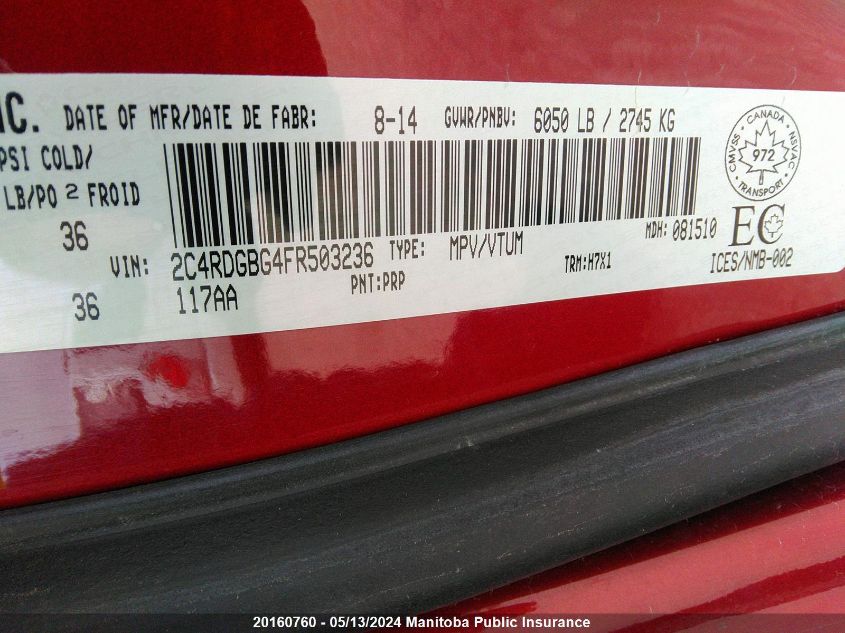 NC. DATE OF MFR/DATE DE FABR: 8-14 GVWR/PNBV: 6050 LB / 2745 KG
PSI COLD/
LB/PO 2 FROID
36
VIN: 2C4RDGBG4FR503236 TYPE: MPV/VTUM MDH: 081510
36 117AA PNT:PRP TRM:H7X1
CANADA
CMVSS 972 NSVAC
TRANSPORT
EC
ICES/NMB-002
20160760 - 05/13/2024 Manitoba Public Insurance